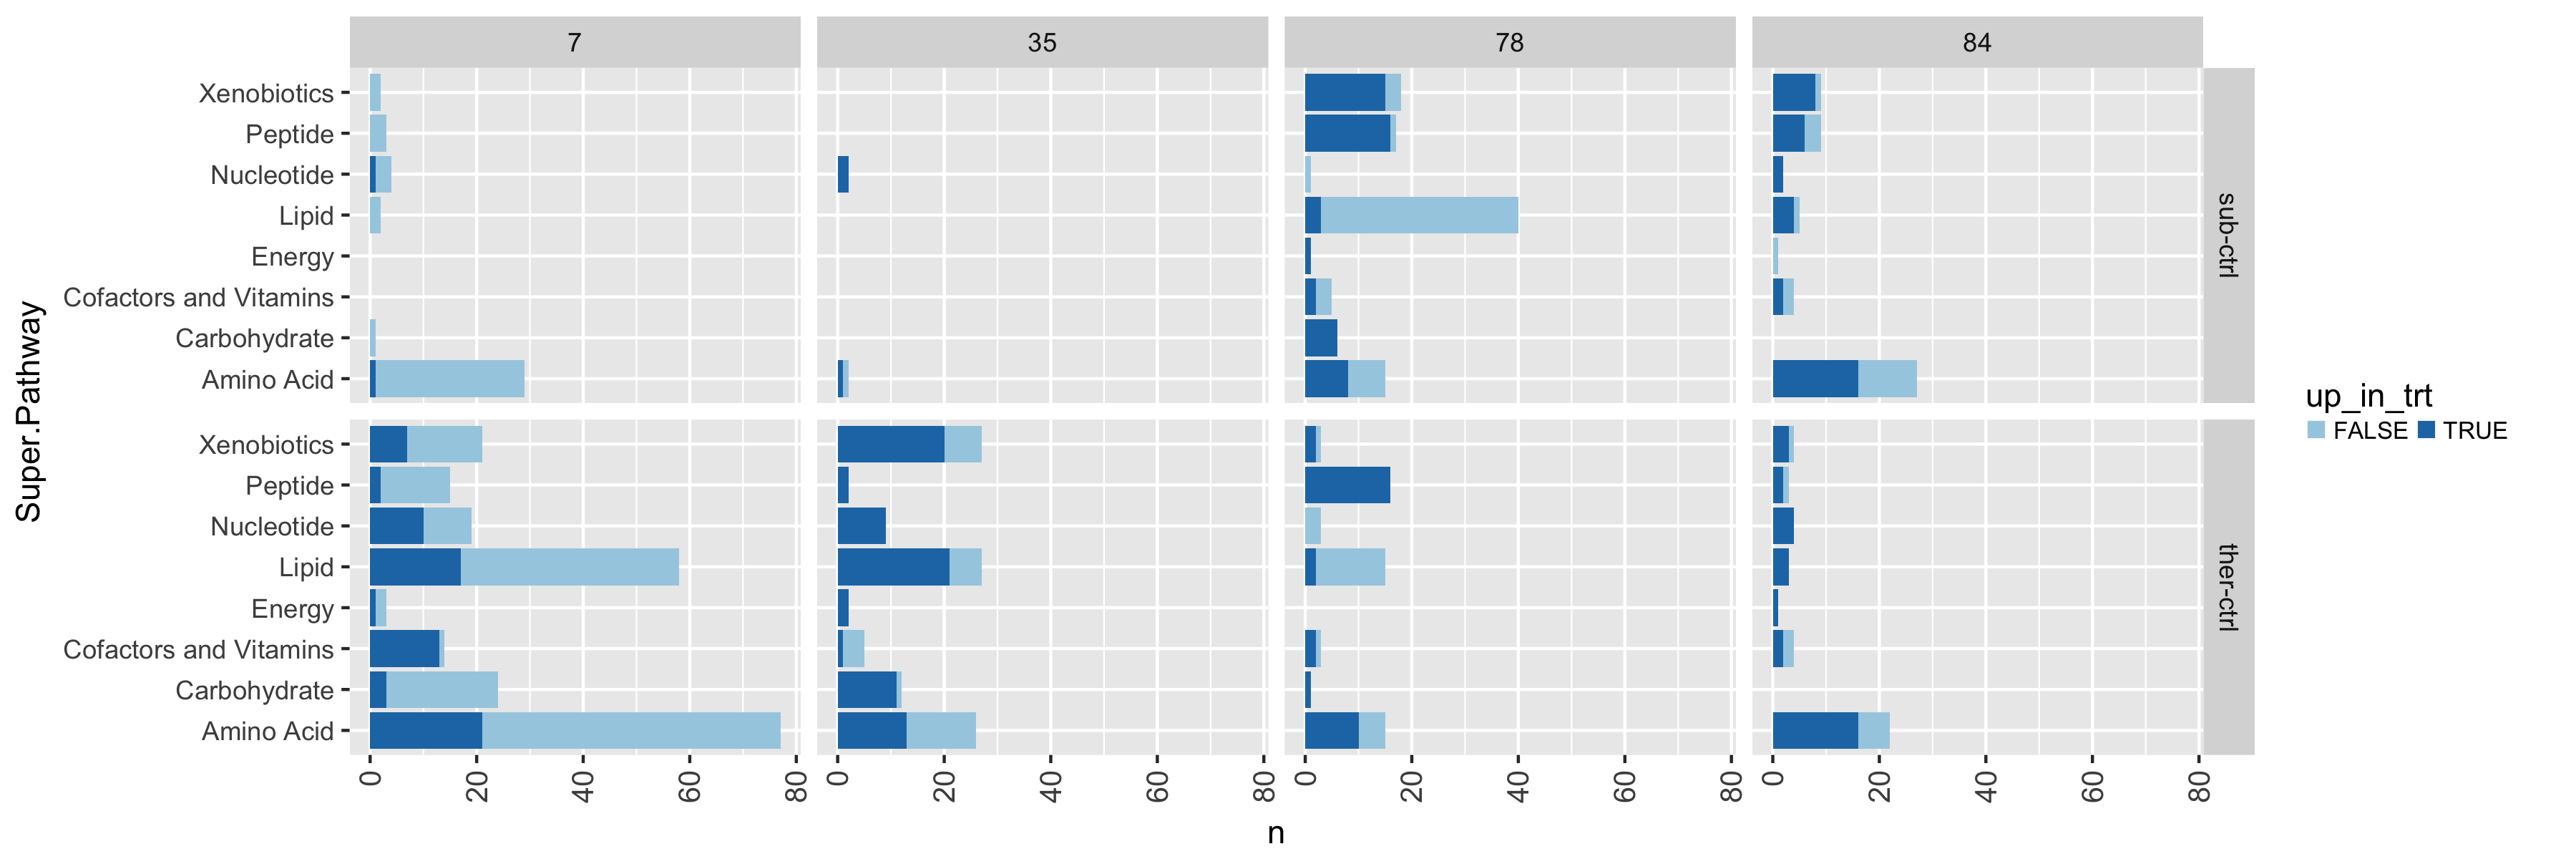 7 35 78 84
Xenobiotics
Peptide
Nucleotide
Lipid
Energy
Cofactors and Vitamins
Carbohydrate
Amino Acid
sub-ctrl
Xenobiotics
Peptide
Nucleotide
Lipid
Energy
Cofactors and Vitamins
Carbohydrate
Amino Acid
ther-ctrl
Super.Pathway
0 20 40 60 80 0 20 40 60 80 0 20 40 60 80 0 20 40 60 80
n
up_in_trt
FALSE TRUE